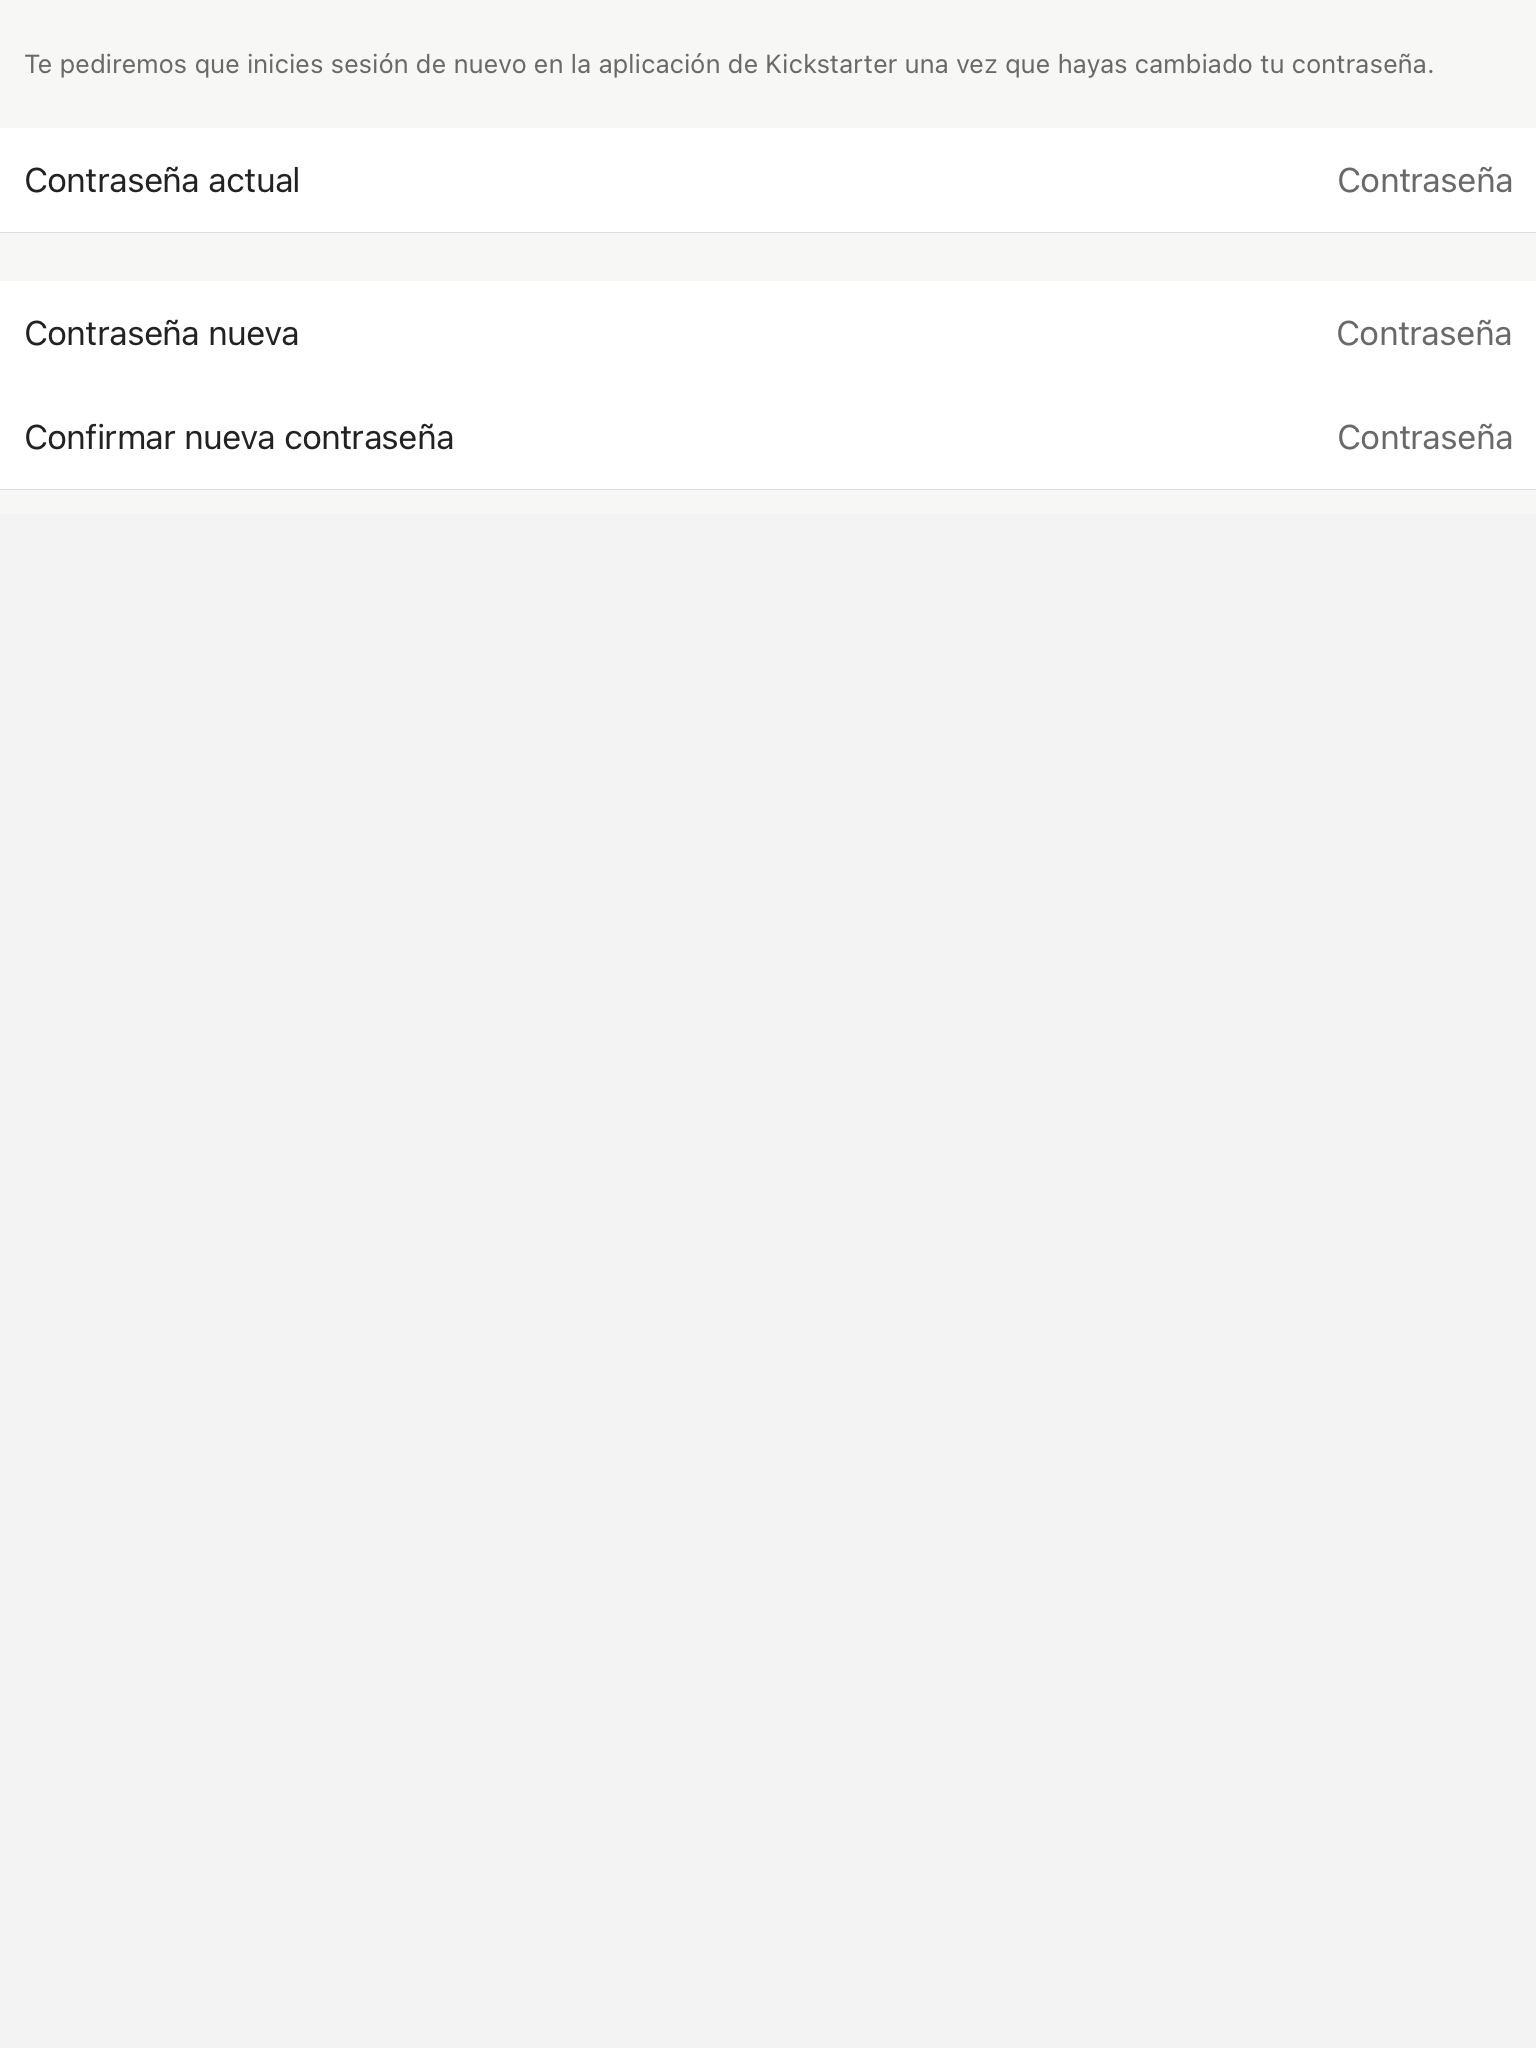 Te pediremos que inicies sesión de nuevo en la aplicación de Kickstarter una vez que hayas cambiado tu contraseña.
Contraseña actual Contraseña
Contraseña nueva Contraseña
Confirmar nueva contraseña Contraseña